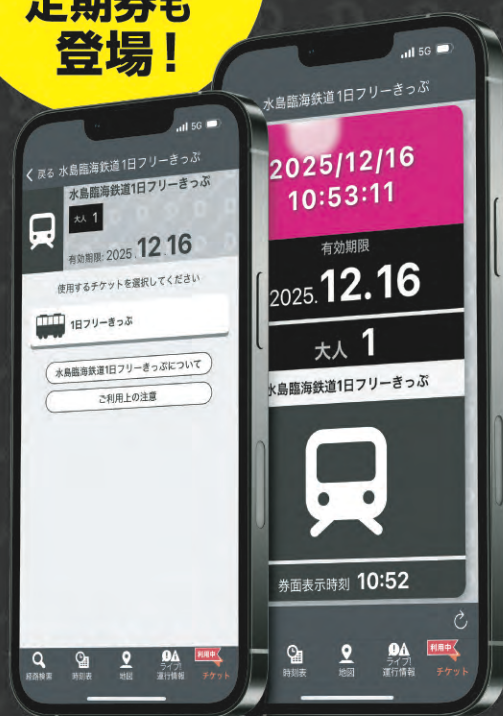 定期券も
登場！
5G
く 戻る 水島臨海鉄道1日フリーきっぷ
水島臨海鉄道1日フリーきっぷ
大人 1
有効期限: 2025.12.16
使用するチケットを選択してください
1日フリーきっぷ
水島臨海鉄道1日フリーきっぷについて
ご利用上の注意
経路検索
時刻表
地図
ライブ!
運行情報
利用中
チケット
5G
水島臨海鉄道1日フリーきっぷ
2025/12/16
10:53:11
有効期限
2025.12.16
大人 1
水島臨海鉄道1日フリーきっぷ
券面表示時刻 10:52
時刻表
地図
ライブ!
運行情報
利用中
チケット